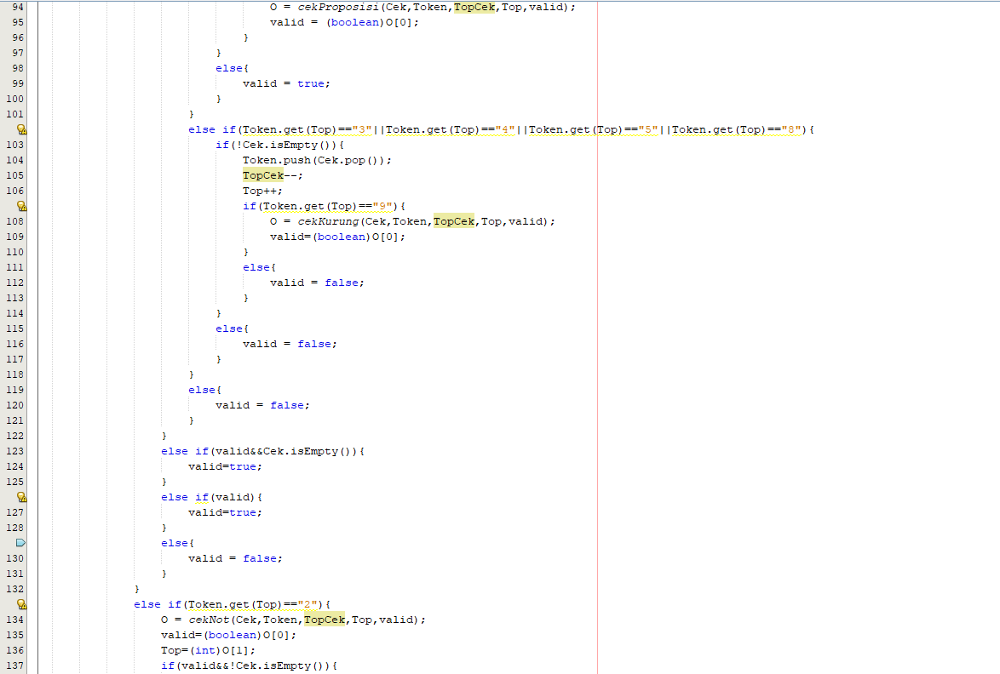 94 O = cekProposisi(Cek,Token,TopCek,Top,valid);
95 valid = (boolean)O[0];
96 }
97 }
98 else{
99 valid = true;
100 }
101 }
else if(Token.get(Top)=="3"||Token.get(Top)=="4"||Token.get(Top)=="5"||Token.get(Top)=="8"){
103 if(!Cek.isEmpty()){
104 Token.push(Cek.pop());
105 TopCek--;
106 Top++;
if(Token.get(Top)=="9"){
108 O = cekKurung(Cek,Token,TopCek,Top,valid);
109 valid=(boolean)O[0];
110 }
111 else{
112 valid = false;
113 }
114 }
115 else{
116 valid = false;
117 }
118 }
119 else{
120 valid = false;
121 }
122 }
123 else if(valid&&Cek.isEmpty()){
124 valid=true;
125 }
else if(valid){
127 valid=true;
128 }
else{
130 valid = false;
131 }
132 }
else if(Token.get(Top)=="2"){
134 O = cekNot(Cek,Token,TopCek,Top,valid);
135 valid=(boolean)O[0];
136 Top=(int)O[1];
137 if(valid&&!Cek.isEmpty()){